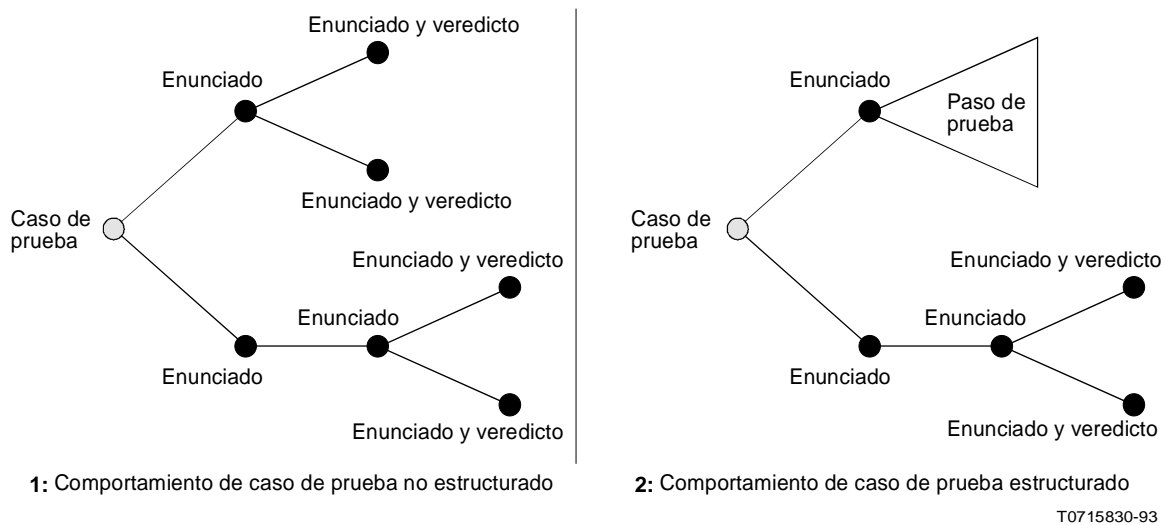 Enunciado y veredicto
Enunciado
Enunciado y veredicto
Caso de
prueba
Enunciado y veredicto
Enunciado
Enunciado
Enunciado y veredicto
1: Comportamiento de caso de prueba no estructurado
Enunciado
Paso de
prueba
Caso de
prueba
Enunciado y veredicto
Enunciado
Enunciado
Enunciado y veredicto
2: Comportamiento de caso de prueba estructurado
T0715830-93